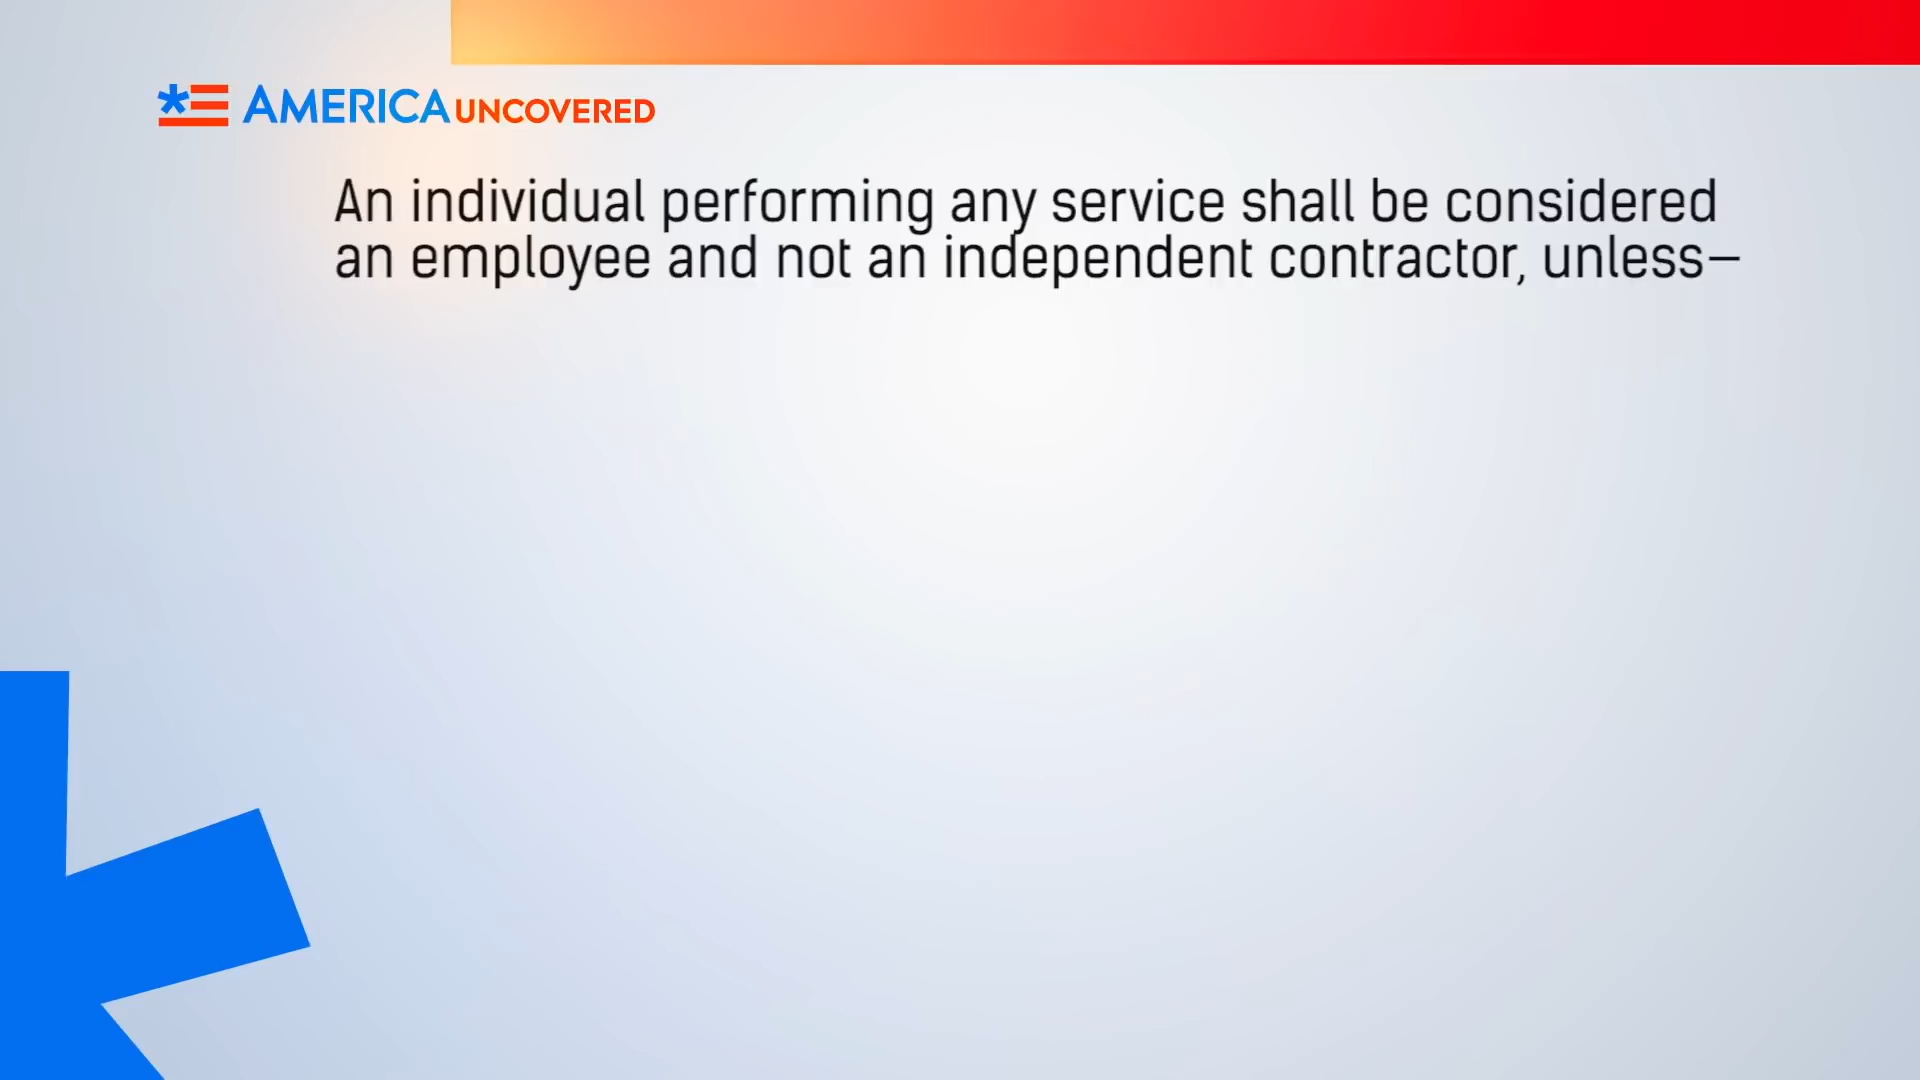 AMERICA UNCOVERED
An individual performing any service shall be considered
an employee and not an independent contractor, unless—